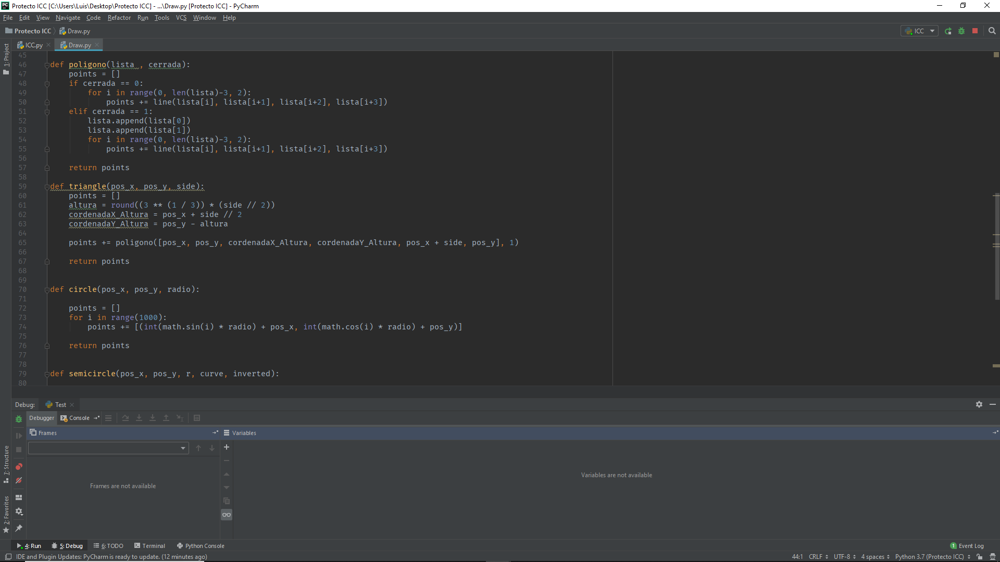 Protecto ICC [C:\Users\Luis\Desktop\Protecto ICC] - ...\Draw.py [Protecto ICC] - PyCharm
File Edit View Navigate Code Refactor Run Tools VCS Window Help
Protecto ICC Draw.py ICC
ICC.py Draw.py
1: Project
45
46 def poligono(lista , cerrada):
47 points = []
48 if cerrada == 0:
49 for i in range(0, len(lista)-3, 2):
50 points += line(lista[i], lista[i+1], lista[i+2], lista[i+3])
51 elif cerrada == 1:
52 lista.append(lista[0])
53 lista.append(lista[1])
54 for i in range(0, len(lista)-3, 2):
55 points += line(lista[i], lista[i+1], lista[i+2], lista[i+3])
56
57 return points
58
59 def triangle(pos_x, pos_y, side):
60 points = []
61 altura = round((3 ** (1 / 3)) * (side // 2))
62 cordenadaX_Altura = pos_x + side // 2
63 cordenadaY_Altura = pos_y - altura
64
65 points += poligono([pos_x, pos_y, cordenadaX_Altura, cordenadaY_Altura, pos_x + side, pos_y], 1)
66
67 return points
68
69
70 def circle(pos_x, pos_y, radio):
71
72 points = []
73 for i in range(1000):
74 points += [(int(math.sin(i) * radio) + pos_x, int(math.cos(i) * radio) + pos_y)]
75
76 return points
77
78
79 def semicircle(pos_x, pos_y, r, curve, inverted):
80
Debug: Test
Debugger Console
Frames Variables
Variables are not available
Frames are not available
7: Structure
2: Favorites
4: Run 5: Debug 6: TODO Terminal Python Console 1 Event Log
IDE and Plugin Updates: PyCharm is ready to update. (12 minutes ago) 44:1 CRLF UTF-8 4 spaces Python 3.7 (Protecto ICC)